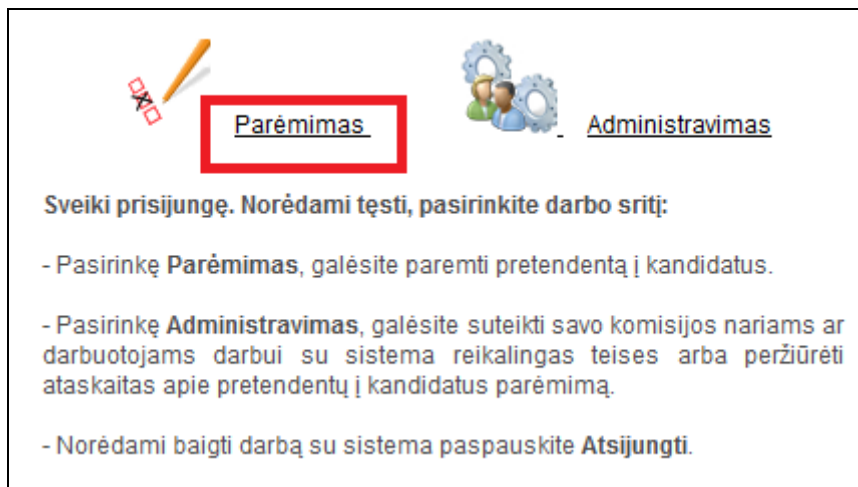 Parėmimas Administravimas
Sveiki prisijungę. Norėdami tęsti, pasirinkite darbo sritį:
- Pasirinkę Parėmimas, galėsite paremti pretendentą į kandidatus.
- Pasirinkę Administravimas, galėsite suteikti savo komisijos nariams ar
darbuotojams darbui su sistema reikalingas teises arba peržiūrėti
ataskaitas apie pretendentų į kandidatus parėmimą.
- Norėdami baigti darbą su sistema paspauskite Atsijungti.